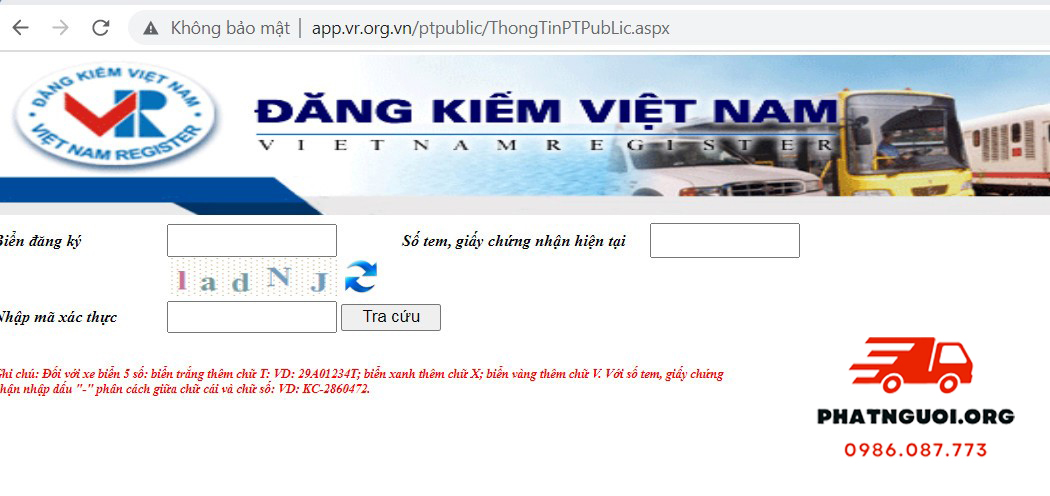 Không bảo mật | app.vr.org.vn/ptpublic/ThongTinPTPubLic.aspx
ĐĂNG KIỂM VIỆT NAM
VR
VIỆT NAM REGISTER
ĐĂNG KIỂM VIỆT NAM
VIETNAMREGISTER
Biển đăng ký
Số tem, giấy chứng nhận hiện tại
ladNJ
Nhập mã xác thực
Tra cứu
Ghi chú: Đối với xe biển 5 số: biển trắng thêm chữ T: VD: 29A01234T; biển xanh thêm chữ X; biển vàng thêm chữ V. Với số tem, giấy chứng
nhận nhập dấu "-" phân cách giữa chữ cái và chữ số: VD: KC-2860472.
PHATNGUOI.ORG
0986.087.773